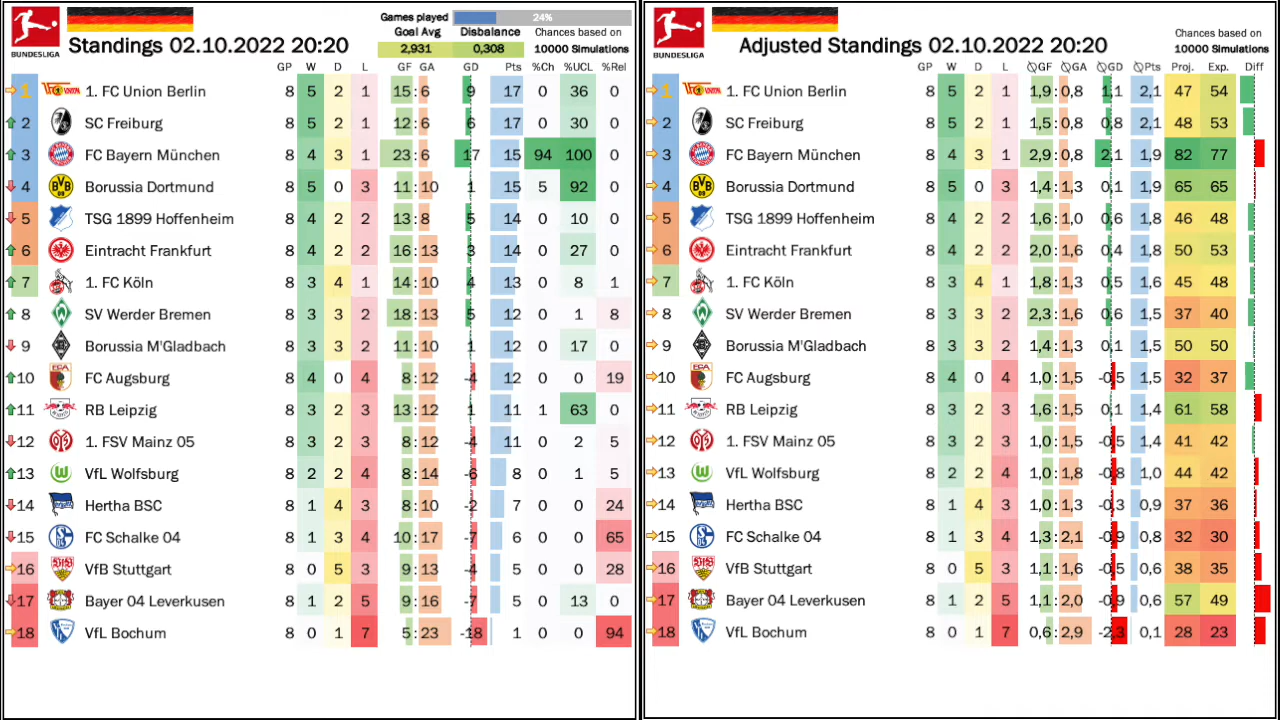 BUNDESLIGA
Standings 02.10.2022 20:20
Games played 24%
Goal Avg Disbalance
2,931 0,308
Chances based on
10000 Simulations
GP W D L GF GA GD Pts %Ch %UCL %Rel
1 1. FC Union Berlin 8 5 2 1 15:6 9 17 0 36 0
2 SC Freiburg 8 5 2 1 12:6 6 17 0 30 0
3 FC Bayern München 8 4 3 1 23:6 17 15 94 100 0
4 Borussia Dortmund 8 5 0 3 11:10 1 15 5 92 0
5 TSG 1899 Hoffenheim 8 4 2 2 13:8 5 14 0 10 0
6 Eintracht Frankfurt 8 4 2 2 16:13 3 14 0 27 0
7 1. FC Köln 8 3 4 1 14:10 4 13 0 8 1
8 SV Werder Bremen 8 3 3 2 18:13 5 12 0 1 8
9 Borussia M'Gladbach 8 3 3 2 11:10 1 12 0 17 0
10 FC Augsburg 8 4 0 4 8:12 -4 12 0 0 19
11 RB Leipzig 8 3 2 3 13:12 1 11 1 63 0
12 1. FSV Mainz 05 8 3 2 3 8:12 -4 11 0 2 5
13 VfL Wolfsburg 8 2 2 4 8:14 -6 8 0 1 5
14 Hertha BSC 8 1 4 3 8:10 -2 7 0 0 24
15 FC Schalke 04 8 1 3 4 10:17 -7 6 0 0 65
16 VfB Stuttgart 8 0 5 3 9:13 -4 5 0 0 28
17 Bayer 04 Leverkusen 8 1 2 5 9:16 -7 5 0 13 0
18 VfL Bochum 8 0 1 7 5:23 -18 1 0 0 94
BUNDESLIGA
Adjusted Standings 02.10.2022 20:20
Chances based on
10000 Simulations
GP W D L ∅GF ∅GA ∅GD ∅Pts Proj. Exp. Diff
1 1. FC Union Berlin 8 5 2 1 1,9:0,8 1,1 2,1 47 54
2 SC Freiburg 8 5 2 1 1,5:0,8 0,8 2,1 48 53
3 FC Bayern München 8 4 3 1 2,9:0,8 2,1 1,9 82 77
4 Borussia Dortmund 8 5 0 3 1,4:1,3 0,1 1,9 65 65
5 TSG 1899 Hoffenheim 8 4 2 2 1,6:1,0 0,6 1,8 46 48
6 Eintracht Frankfurt 8 4 2 2 2,0:1,6 0,4 1,8 50 53
7 1. FC Köln 8 3 4 1 1,8:1,3 0,5 1,6 45 48
8 SV Werder Bremen 8 3 3 2 2,3:1,6 0,6 1,5 37 40
9 Borussia M'Gladbach 8 3 3 2 1,4:1,3 0,1 1,5 50 50
10 FC Augsburg 8 4 0 4 1,0:1,5 -0,5 1,5 32 37
11 RB Leipzig 8 3 2 3 1,6:1,5 0,1 1,4 61 58
12 1. FSV Mainz 05 8 3 2 3 1,0:1,5 -0,5 1,4 41 42
13 VfL Wolfsburg 8 2 2 4 1,0:1,8 -0,8 1,0 44 42
14 Hertha BSC 8 1 4 3 1,0:1,3 -0,3 0,9 37 36
15 FC Schalke 04 8 1 3 4 1,3:2,1 -0,9 0,8 32 30
16 VfB Stuttgart 8 0 5 3 1,1:1,6 -0,5 0,6 38 35
17 Bayer 04 Leverkusen 8 1 2 5 1,1:2,0 -0,9 0,6 57 49
18 VfL Bochum 8 0 1 7 0,6:2,9 -2,3 0,1 28 23